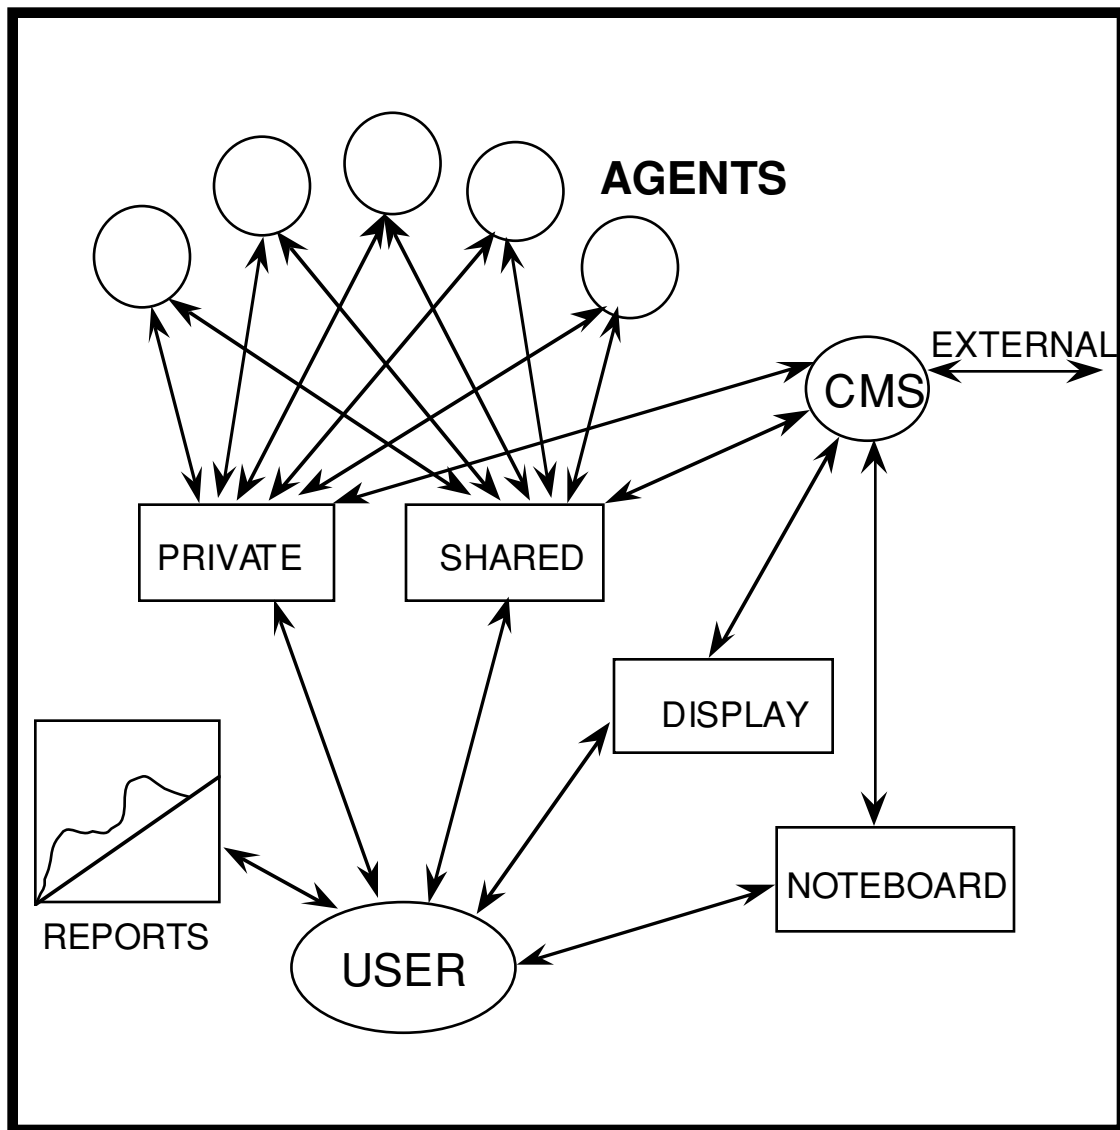 AGENTS
EXTERNAL
CMS
PRIVATE
SHARED
DISPLAY
NOTEBOARD
REPORTS
USER